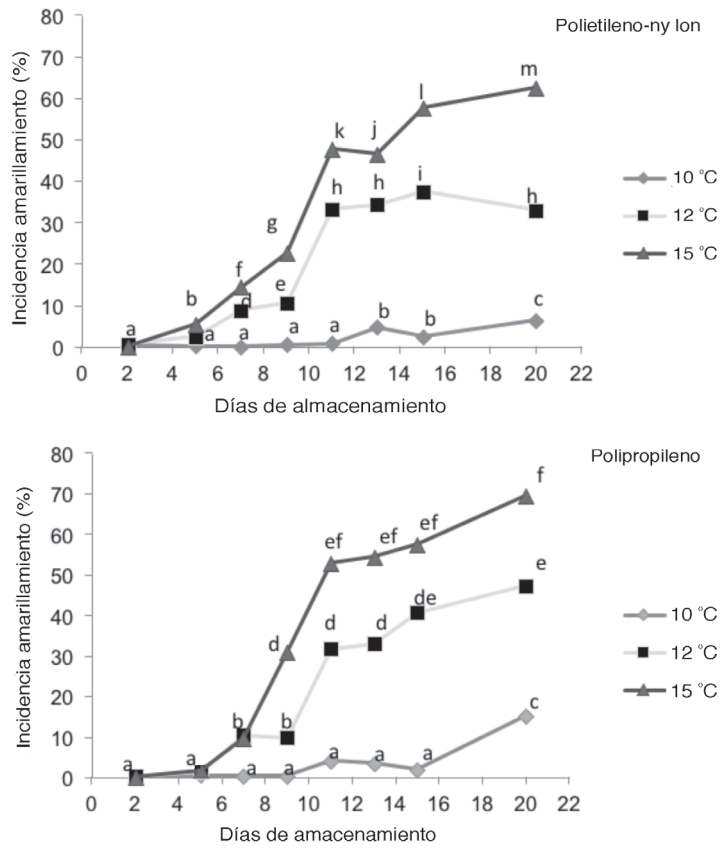 Polietileno-ny lon
Incidencia amarillamiento (%)
80
70
60
50
40
30
20
10
0
a
b
a
f
d
a
g
e
a
k
h
a
j
h
b
l
i
b
m
h
c
10 °C
12 °C
15 °C
0 2 4 6 8 10 12 14 16 18 20 22
Días de almacenamiento
Polipropileno
Incidencia amarillamiento (%)
80
70
60
50
40
30
20
10
0
a
a
b
a
d
b
a
ef
d
a
ef
d
a
ef
de
a
f
e
c
10 °C
12 °C
15 °C
0 2 4 6 8 10 12 14 16 18 20 22
Días de amacenamiento